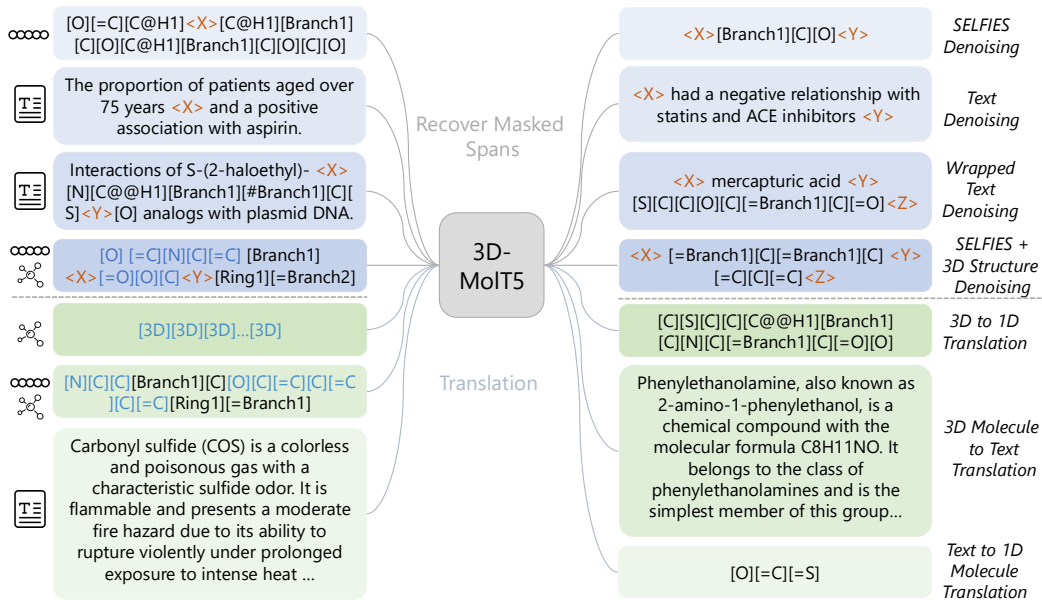 [O][=C][C@H1]<X>[C@H1][Branch1]
[C][O][C@H1][Branch1][C][O][C][O]
The proportion of patients aged over
75 years <X> and a positive
association with aspirin.
Interactions of S-(2-haloethyl)- <X>
[N][C@@H1][Branch1][#Branch1][C][
S]<Y>[O] analogs with plasmid DNA.
[O] [=C][N][C][=C] [Branch1]
<X>[=O][O][C]<Y>[Ring1][=Branch2]
[3D][3D][3D]...[3D]
[N][C][C][Branch1][C][O][C][=C][C][=C
][C][=C][Ring1][=Branch1]
Carbonyl sulfide (COS) is a colorless
and poisonous gas with a
characteristic sulfide odor. It is
flammable and presents a moderate
fire hazard due to its ability to
rupture violently under prolonged
exposure to intense heat ...
Recover Masked
Spans
3D-
MolT5
Translation
<X>[Branch1][C][O]<Y>
SELFIES
Denoising
<X> had a negative relationship with
statins and ACE inhibitors <Y>
Text
Denoising
<X> mercapturic acid <Y>
[S][C][C][O][C][=Branch1][C][=O]<Z>
Wrapped
Text
Denoising
<X> [=Branch1][C][=Branch1][C] <Y>
[=C][C][=C]<Z>
SELFIES +
3D Structure
Denoising
[C][S][C][C][C@@H1][Branch1]
[C][N][C][=Branch1][C][=O][O]
3D to 1D
Translation
Phenylethanolamine, also known as
2-amino-1-phenylethanol, is a
chemical compound with the
molecular formula C8H11NO. It
belongs to the class of
phenylethanolamines and is the
simplest member of this group...
3D Molecule
to Text
Translation
[O][=C][=S]
Text to 1D
Molecule
Translation